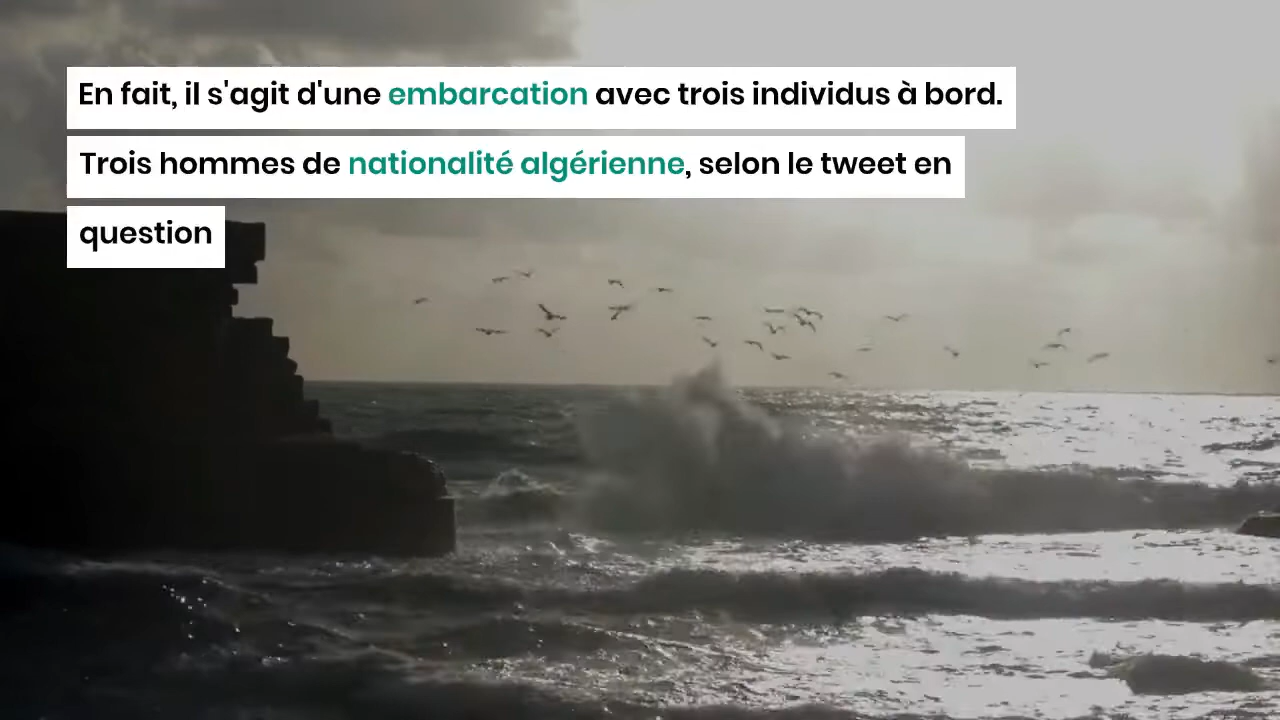 En fait, il s'agit d'une embarcation avec trois individus à bord.
Trois hommes de nationalité algérienne, selon le tweet en
question